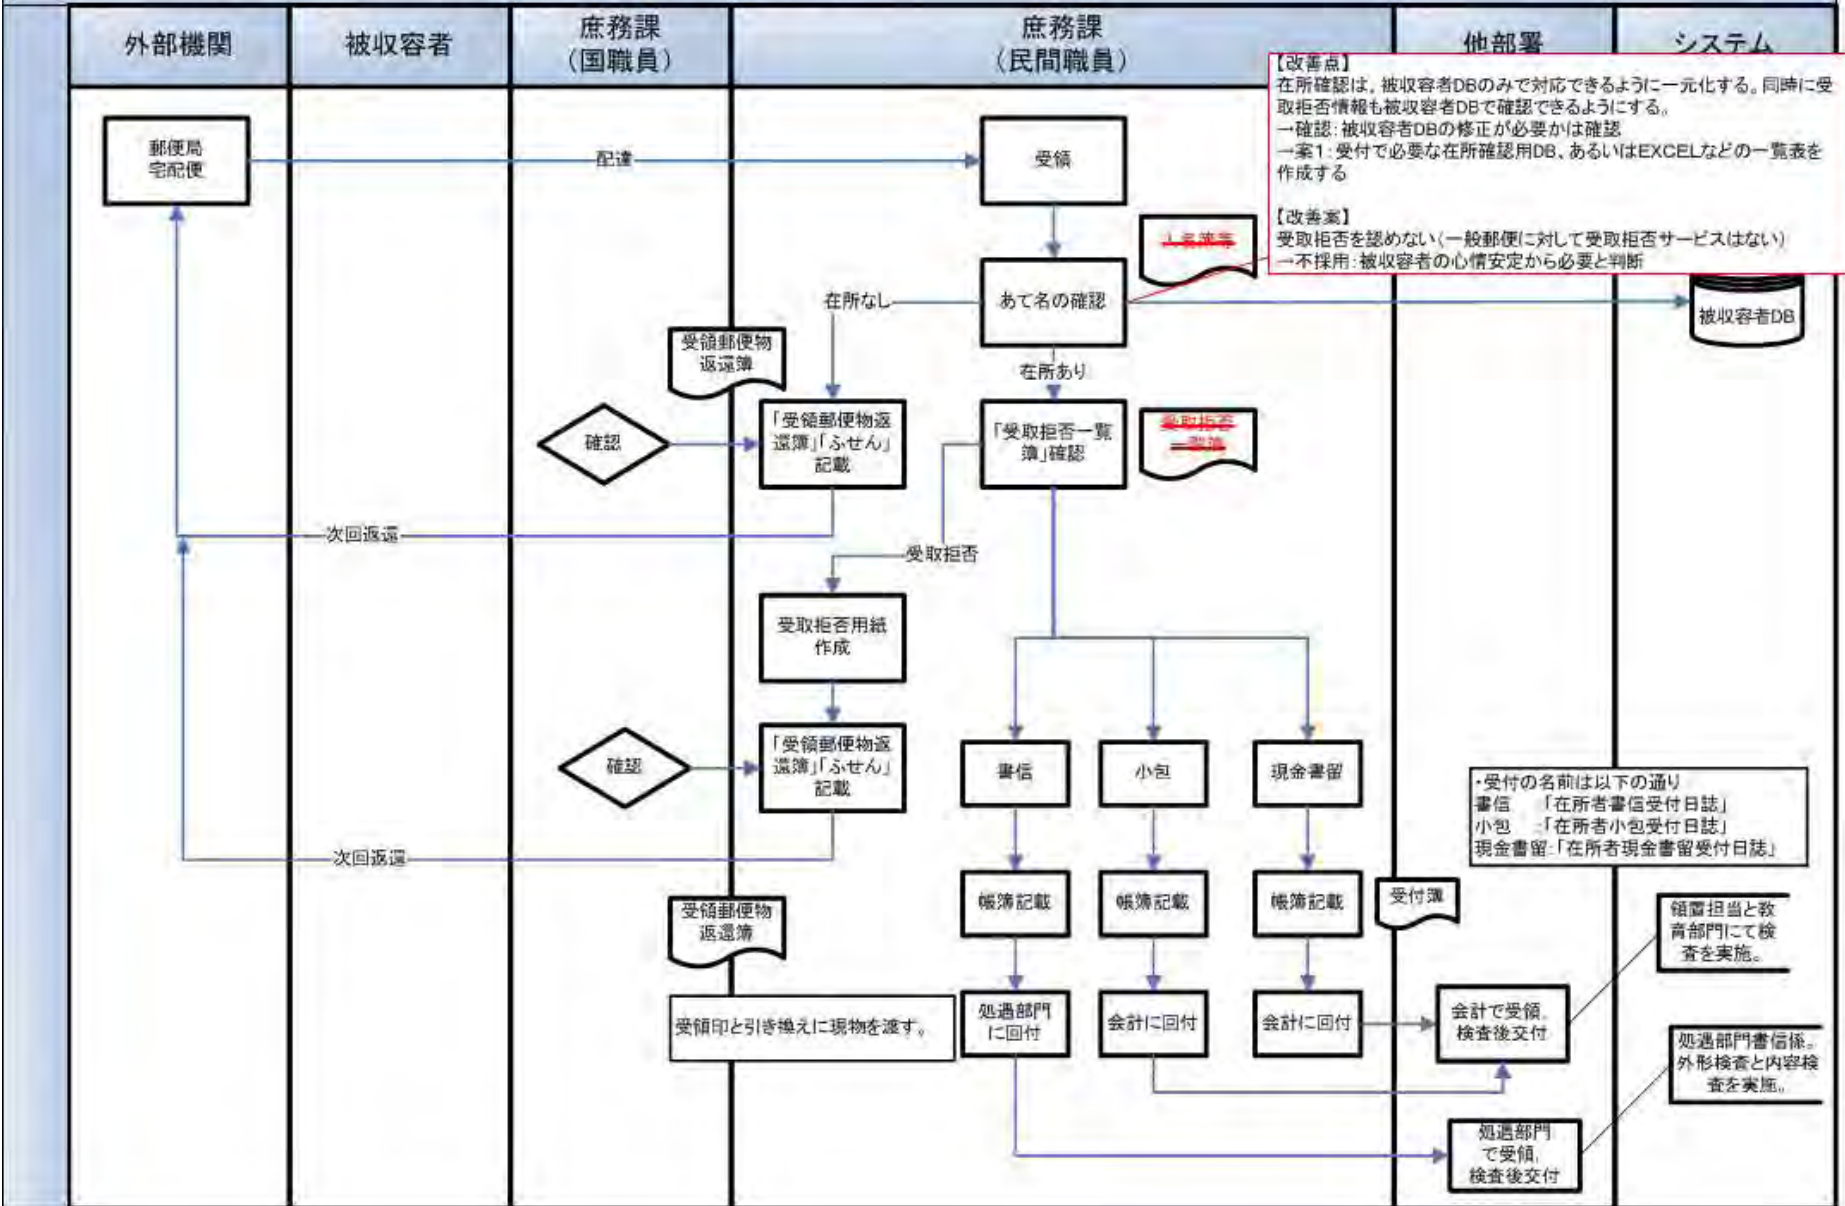 外部機関
被収容者
庶務課
（国職員）
庶務課
（民間職員）
他部署
システム
【改善点】
在所確認は，被収容者DBのみで対応できるように一元化する。同時に受
取拒否情報も被収容者DBで確認できるようにする。
→確認：被収容者DBの修正が必要かは確認
→案1：受付で必要な在所確認用DB、あるいはEXCELなどの一覧表を
作成する
【改善案】
受取拒否を認めない（一般郵便に対して受取拒否サービスはない）
→不採用：被収容者の心情安定から必要と判断
郵便局
宅配便
配達
受領
在所なし
あて名の確認
被収容者DB
受領郵便物
返還簿
在所あり
確認
「受領郵便物返
還簿」「ふせん」
記載
「受取拒否一覧
簿」確認
受取拒否
一覧簿
次回返還
受取拒否
受取拒否用紙
作成
確認
「受領郵便物返
還簿」「ふせん」
記載
書信
小包
現金書留
・受付の名前は以下の通り
書信　：「在所者書信受付日誌」
小包　：「在所者小包受付日誌」
現金書留：「在所者現金書留受付日誌」
次回返還
受領郵便物
返還簿
帳簿記載
帳簿記載
帳簿記載
受付簿
領置担当と教
育部門にて検
査を実施。
受領印と引き換えに現物を渡す。
処遇部門
に回付
会計に回付
会計に回付
会計で受領，
検査後交付
処遇部門書信係。
外形検査と内容検
査を実施。
処遇部門
で受領，
検査後交付